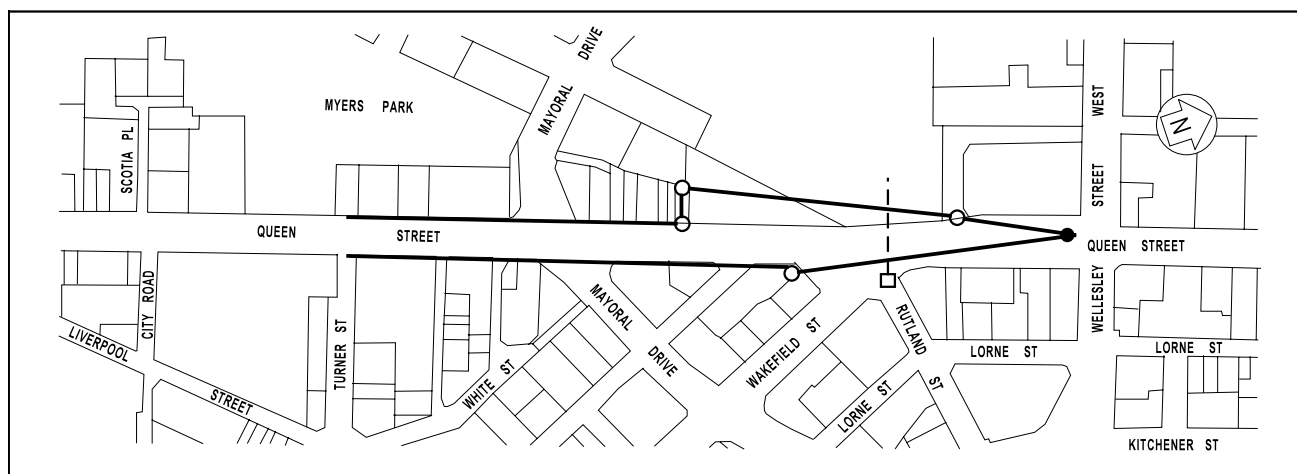 DRIVE
MYERS PARK
MAYORAL
WEST
N
SCOTIA PL
STREET
QUEEN STREET
QUEEN STREET
CITY ROAD
MAYORAL
WELLESLEY
LIVERPOOL
STREET
TURNER ST
DRIVE
WAKEFIELD ST
RUTLAND
ST
LORNE ST
LORNE ST
WHITE ST
LORNE ST
KITCHENER ST